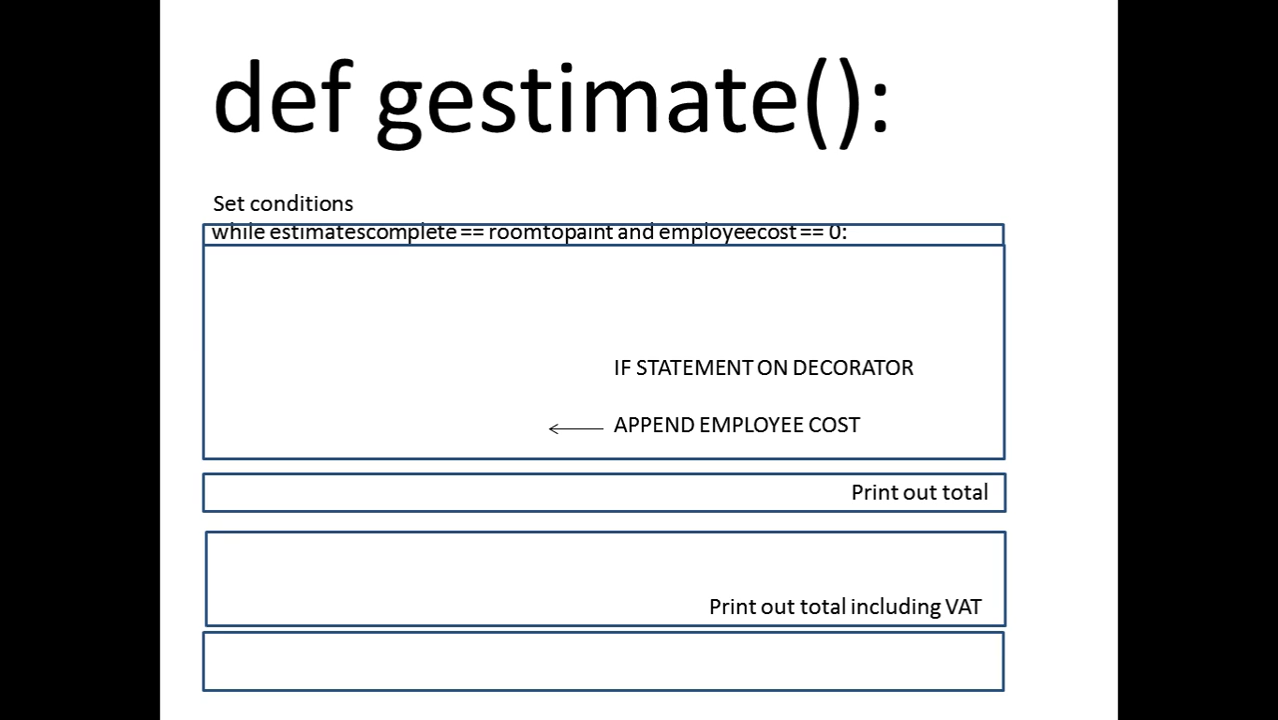 def gestimate():
Set conditions
while estimatescomplete == roomtopaint and employeecost == 0:
IF STATEMENT ON DECORATOR
APPEND EMPLOYEE COST
Print out total
Print out total including VAT